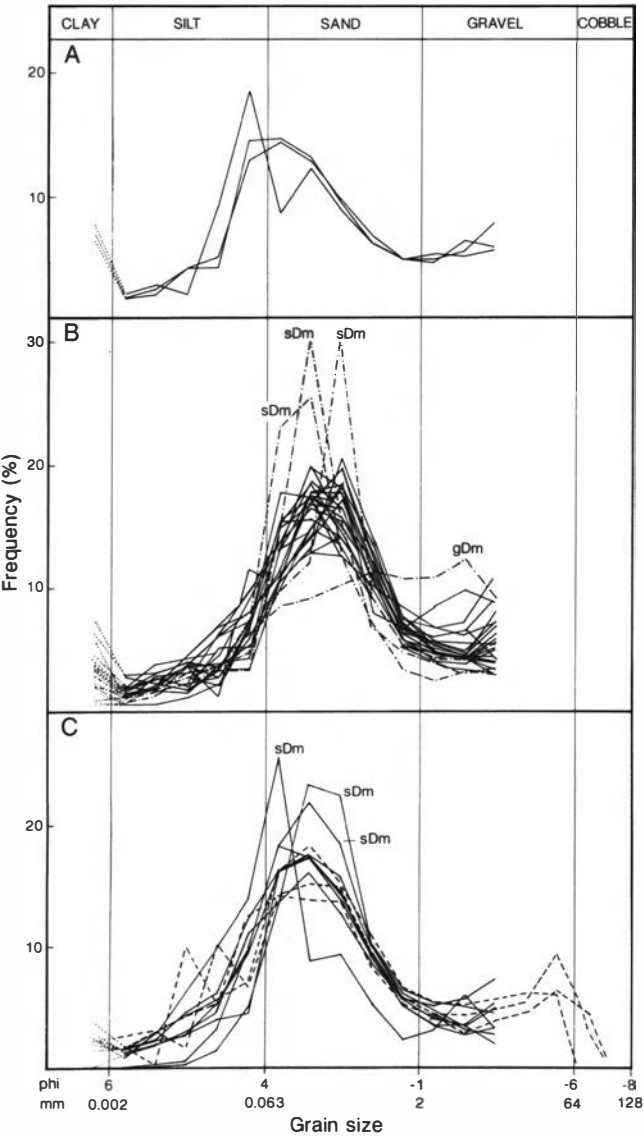 CLAY SILT SAND GRAVEL COBBLE
A
20
10
B
30
sDm sDm
sDm
20
gDm
10
Frequency (%)
C
sDm
sDm
20
sDm
10
phi 6 4 -1 -6 -8
mm 0.002 0.063 2 64 128
Grain size